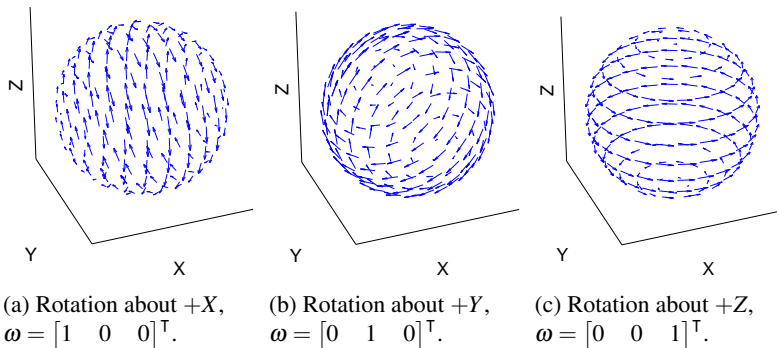 Z
Y
X
Z
Y
X
Z
Y
X
(a) Rotation about +X,
ω = [1 0 0]ᵀ.
(b) Rotation about +Y,
ω = [0 1 0]ᵀ.
(c) Rotation about +Z,
ω = [0 0 1]ᵀ.